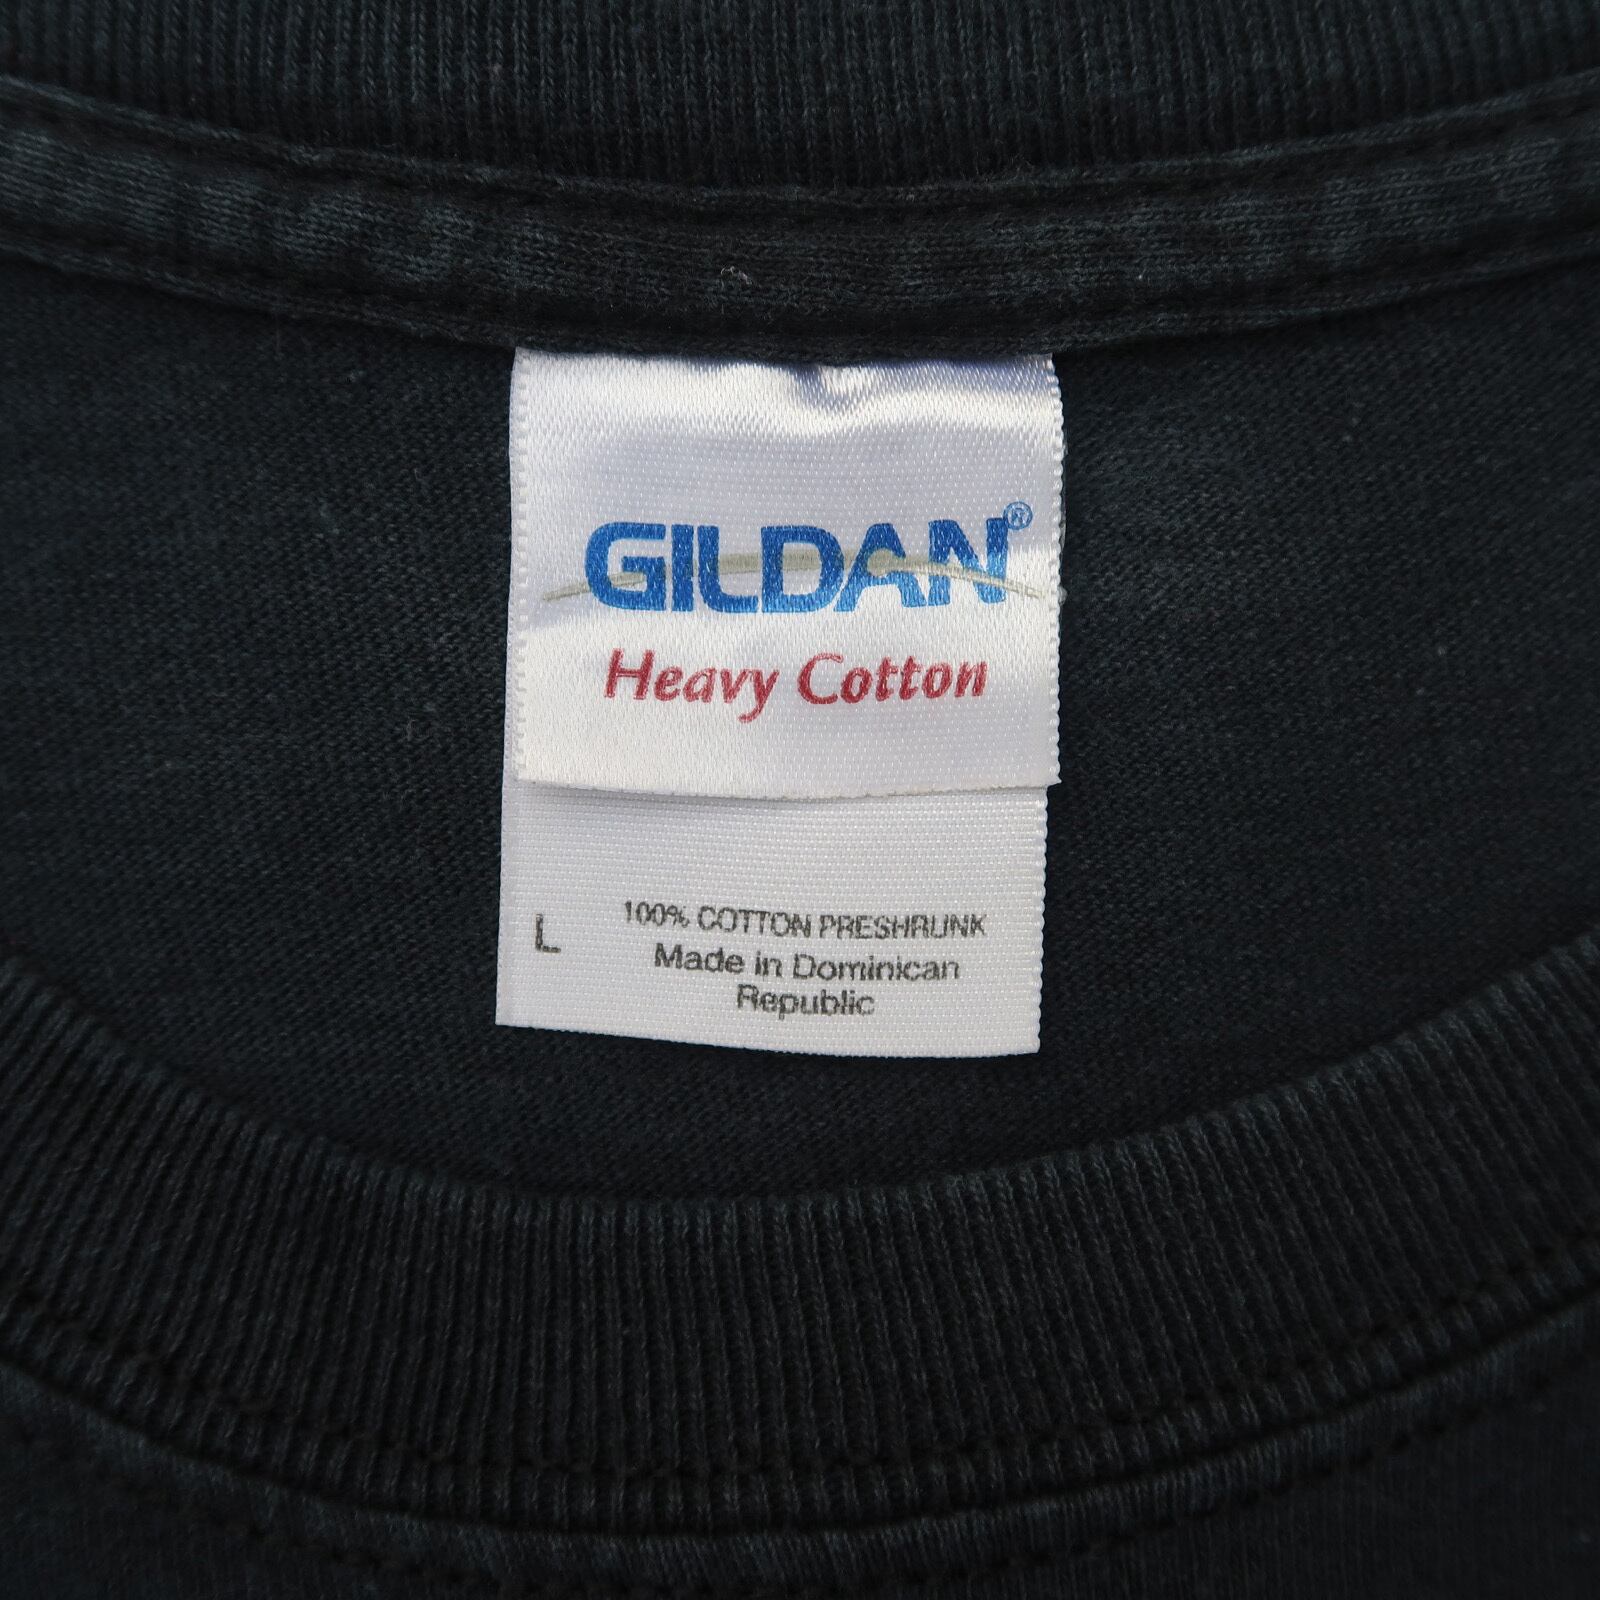 GILDAN®
Heavy Cotton
L 100% COTTON PRESHRUNK
Made in Dominican
Republic